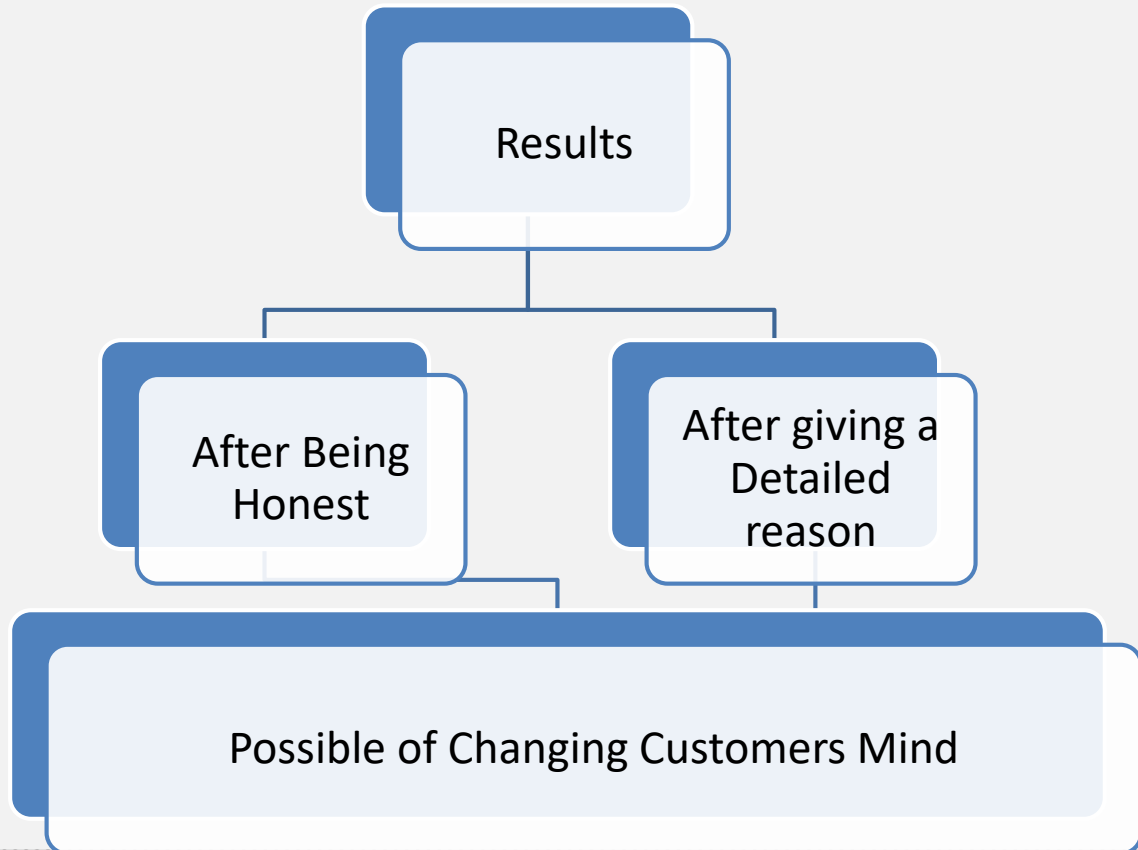 Results
After Being
Honest
After giving a
Detailed
reason
Possible of Changing Customers Mind